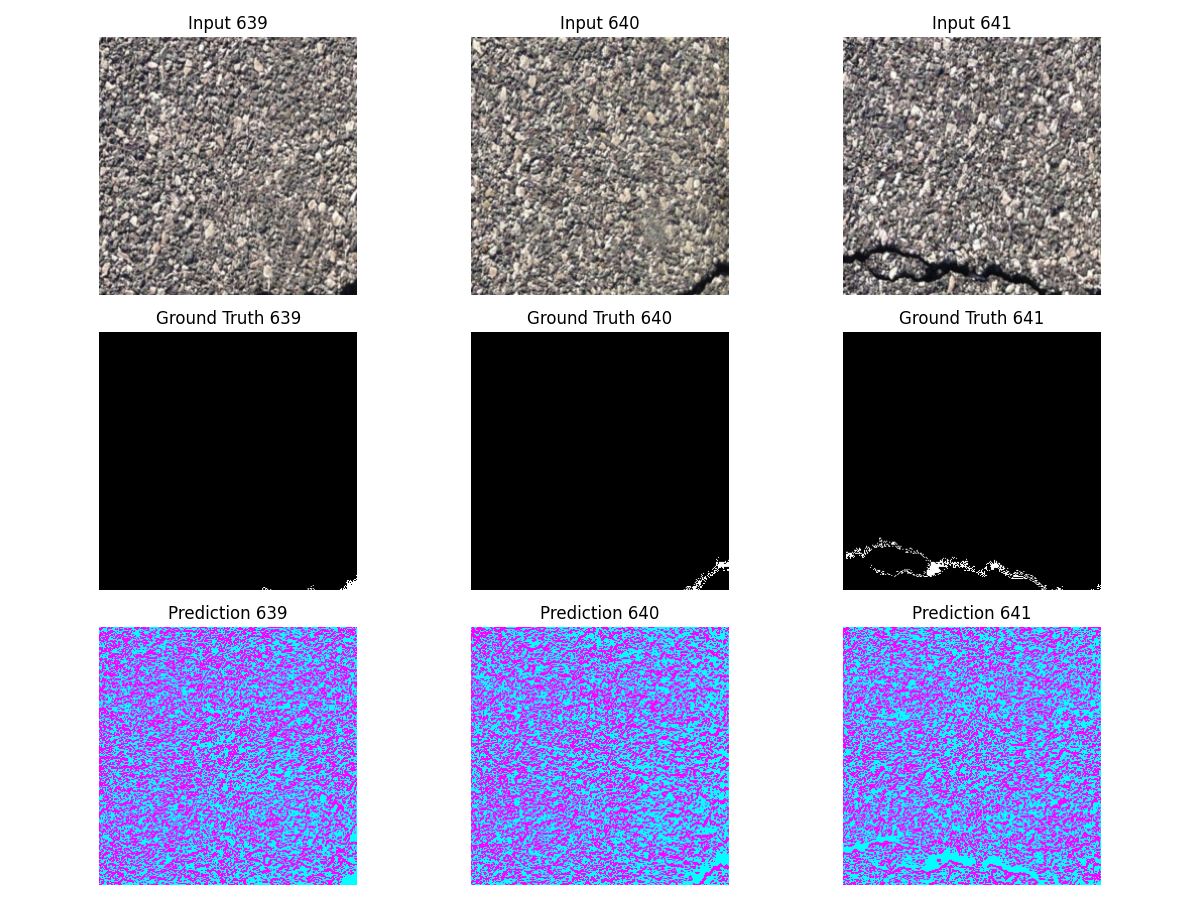 Input 639
Input 640
Input 641
Ground Truth 639
Ground Truth 640
Ground Truth 641
Prediction 639
Prediction 640
Prediction 641